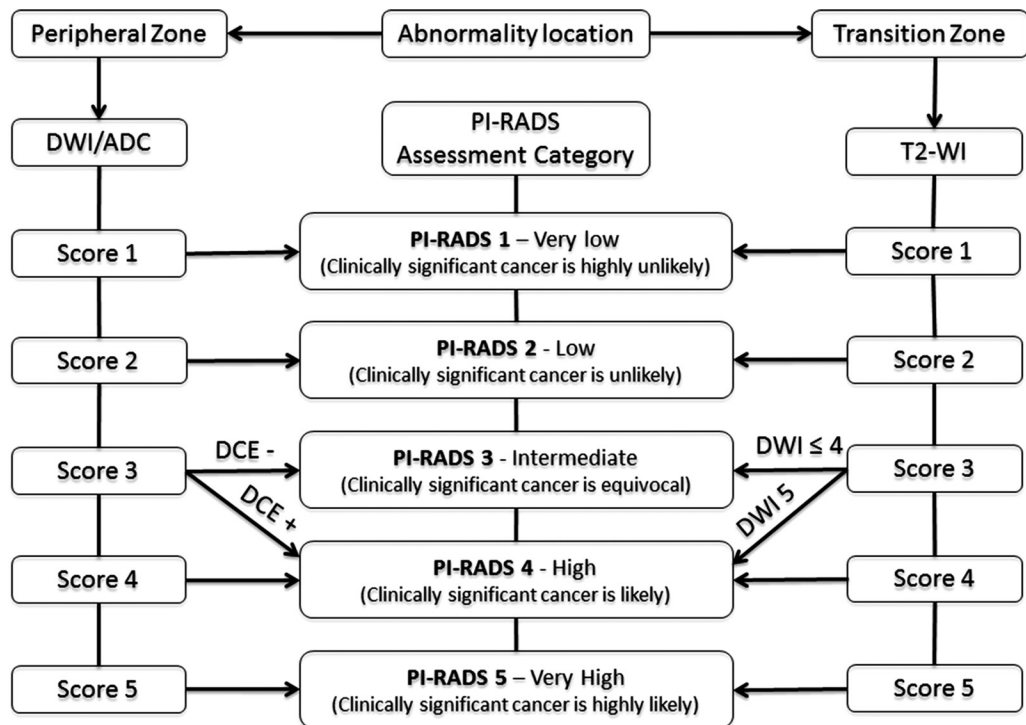 Peripheral Zone
Abnormality location
Transition Zone
DWI/ADC
PI-RADS
Assessment Category
T2-WI
Score 1
PI-RADS 1 – Very low
(Clinically significant cancer is highly unlikely)
Score 1
Score 2
PI-RADS 2 - Low
(Clinically significant cancer is unlikely)
Score 2
Score 3
DCE -
DCE +
PI-RADS 3 - Intermediate
(Clinically significant cancer is equivocal)
DWI ≤ 4
DWI 5
Score 3
Score 4
PI-RADS 4 - High
(Clinically significant cancer is likely)
Score 4
Score 5
PI-RADS 5 – Very High
(Clinically significant cancer is highly likely)
Score 5